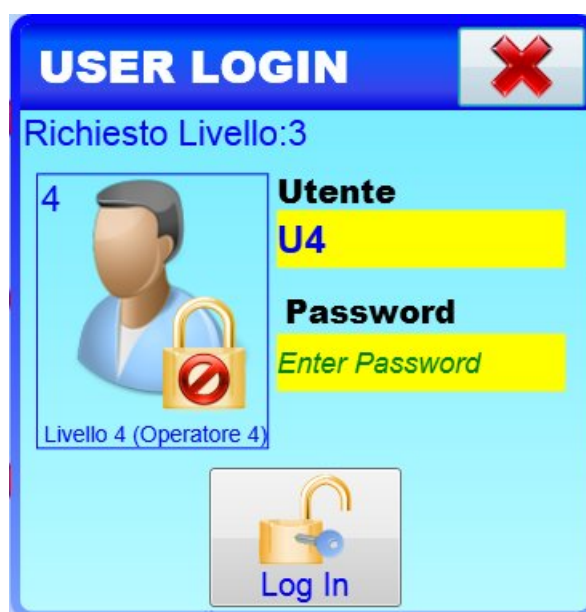 USER LOGIN
Richiesto Livello:3
4
Utente
U4
Password
Enter Password
Livello 4 (Operatore 4)
Log In